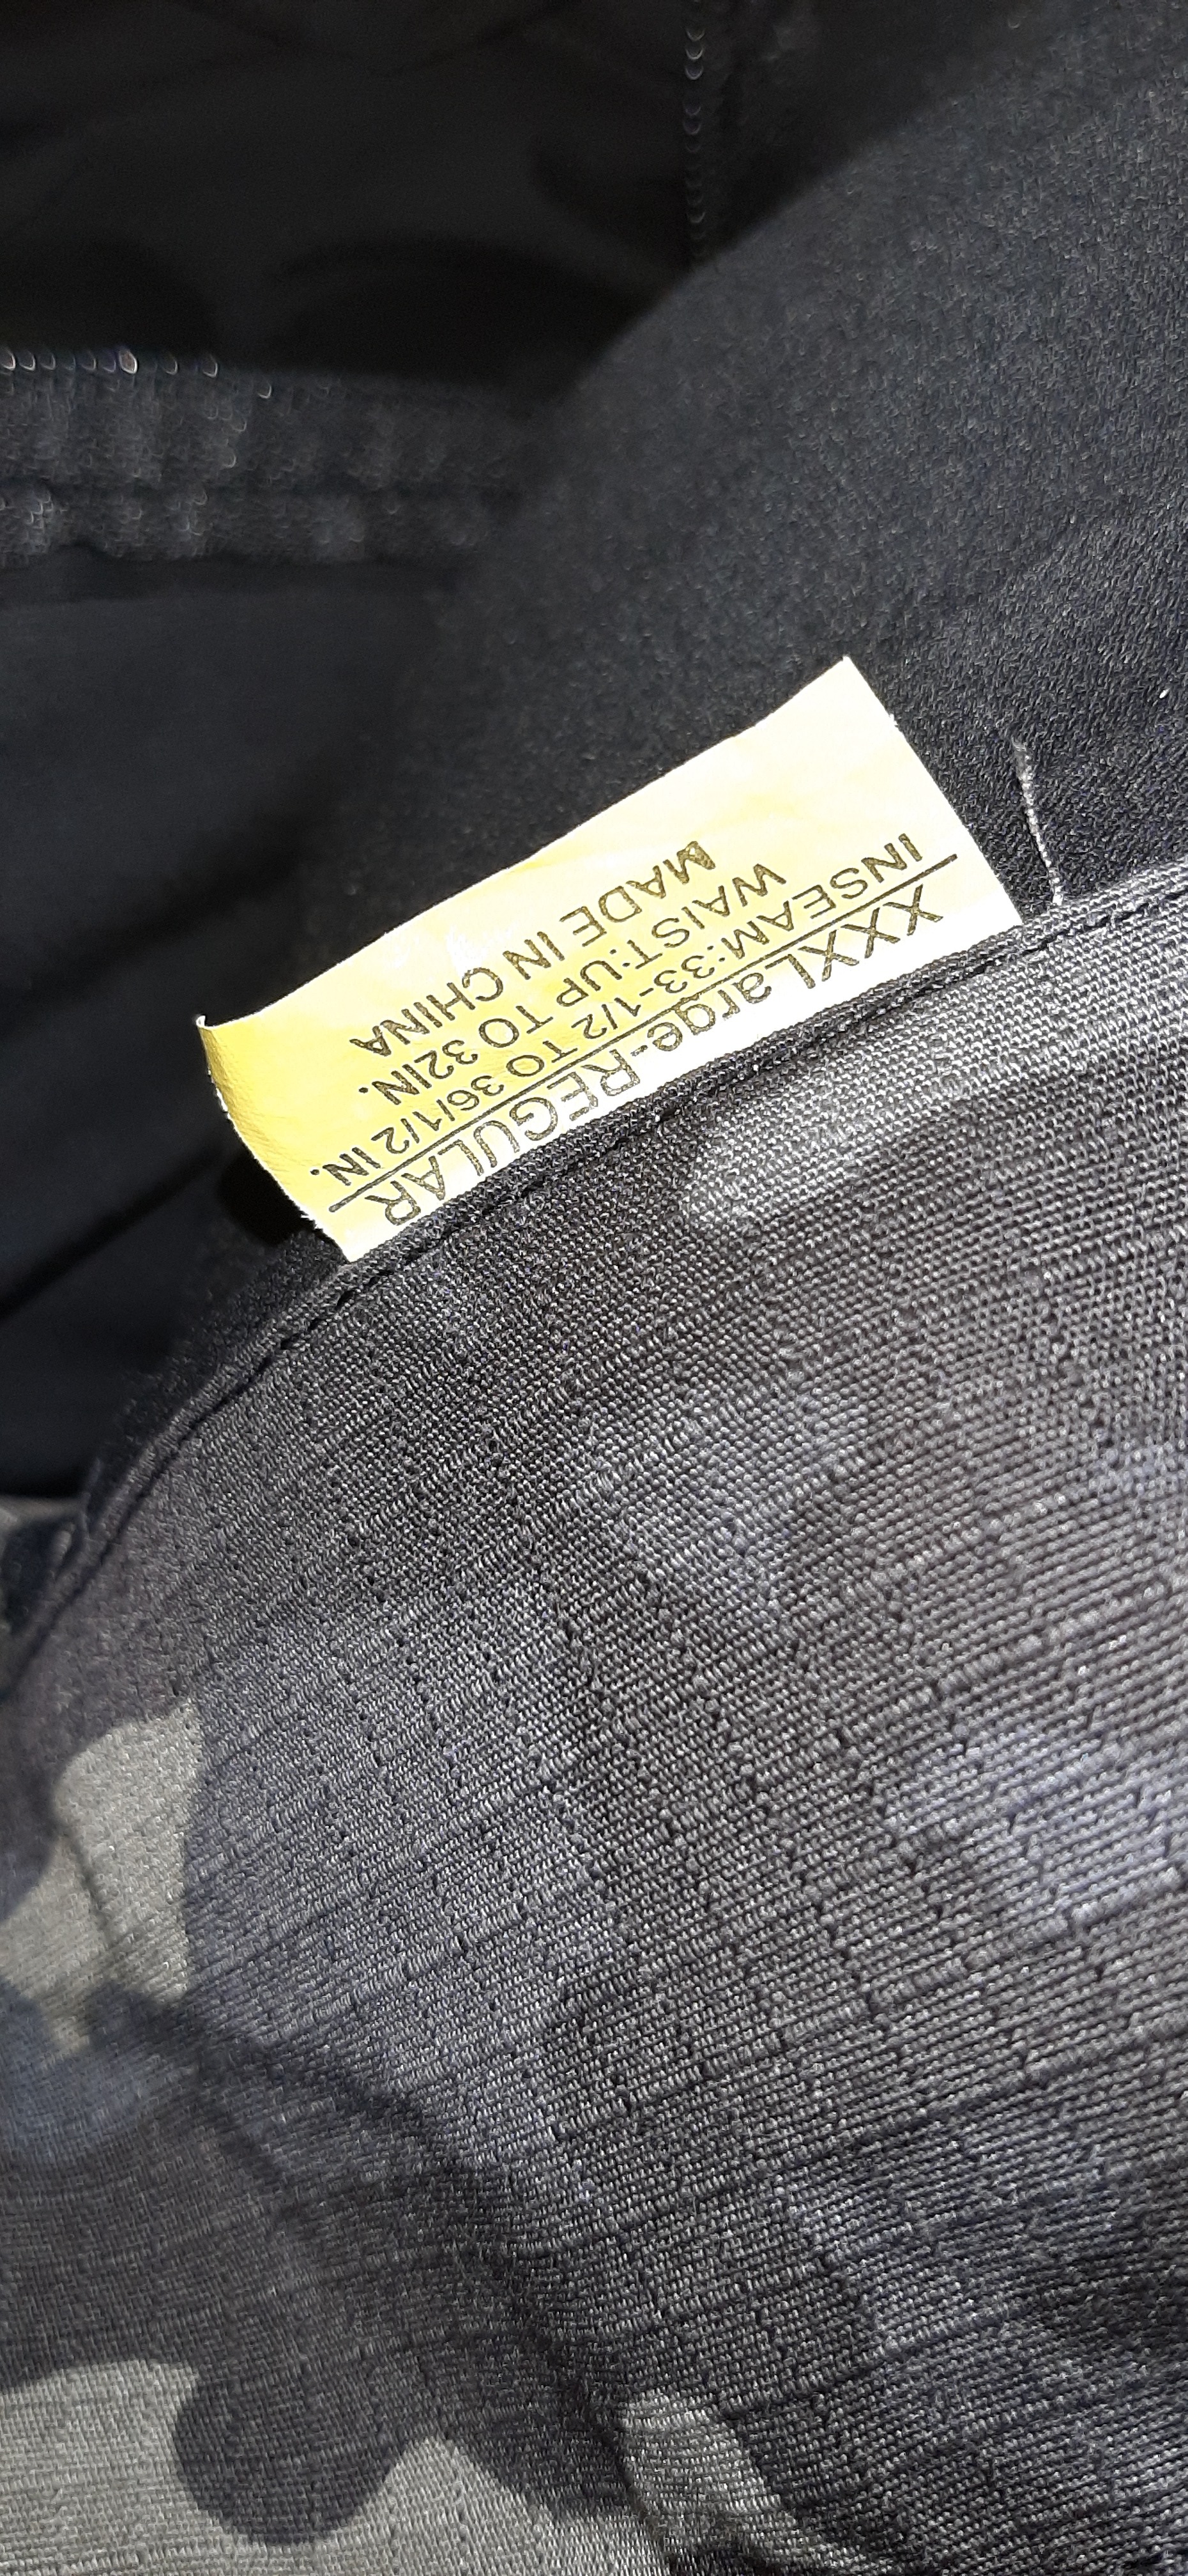 XXXLarge-REGULAR
INSEAM:33-1/2 TO 36/1/2 IN.
WAIST:UP TO 32IN.
MADE IN CHINA